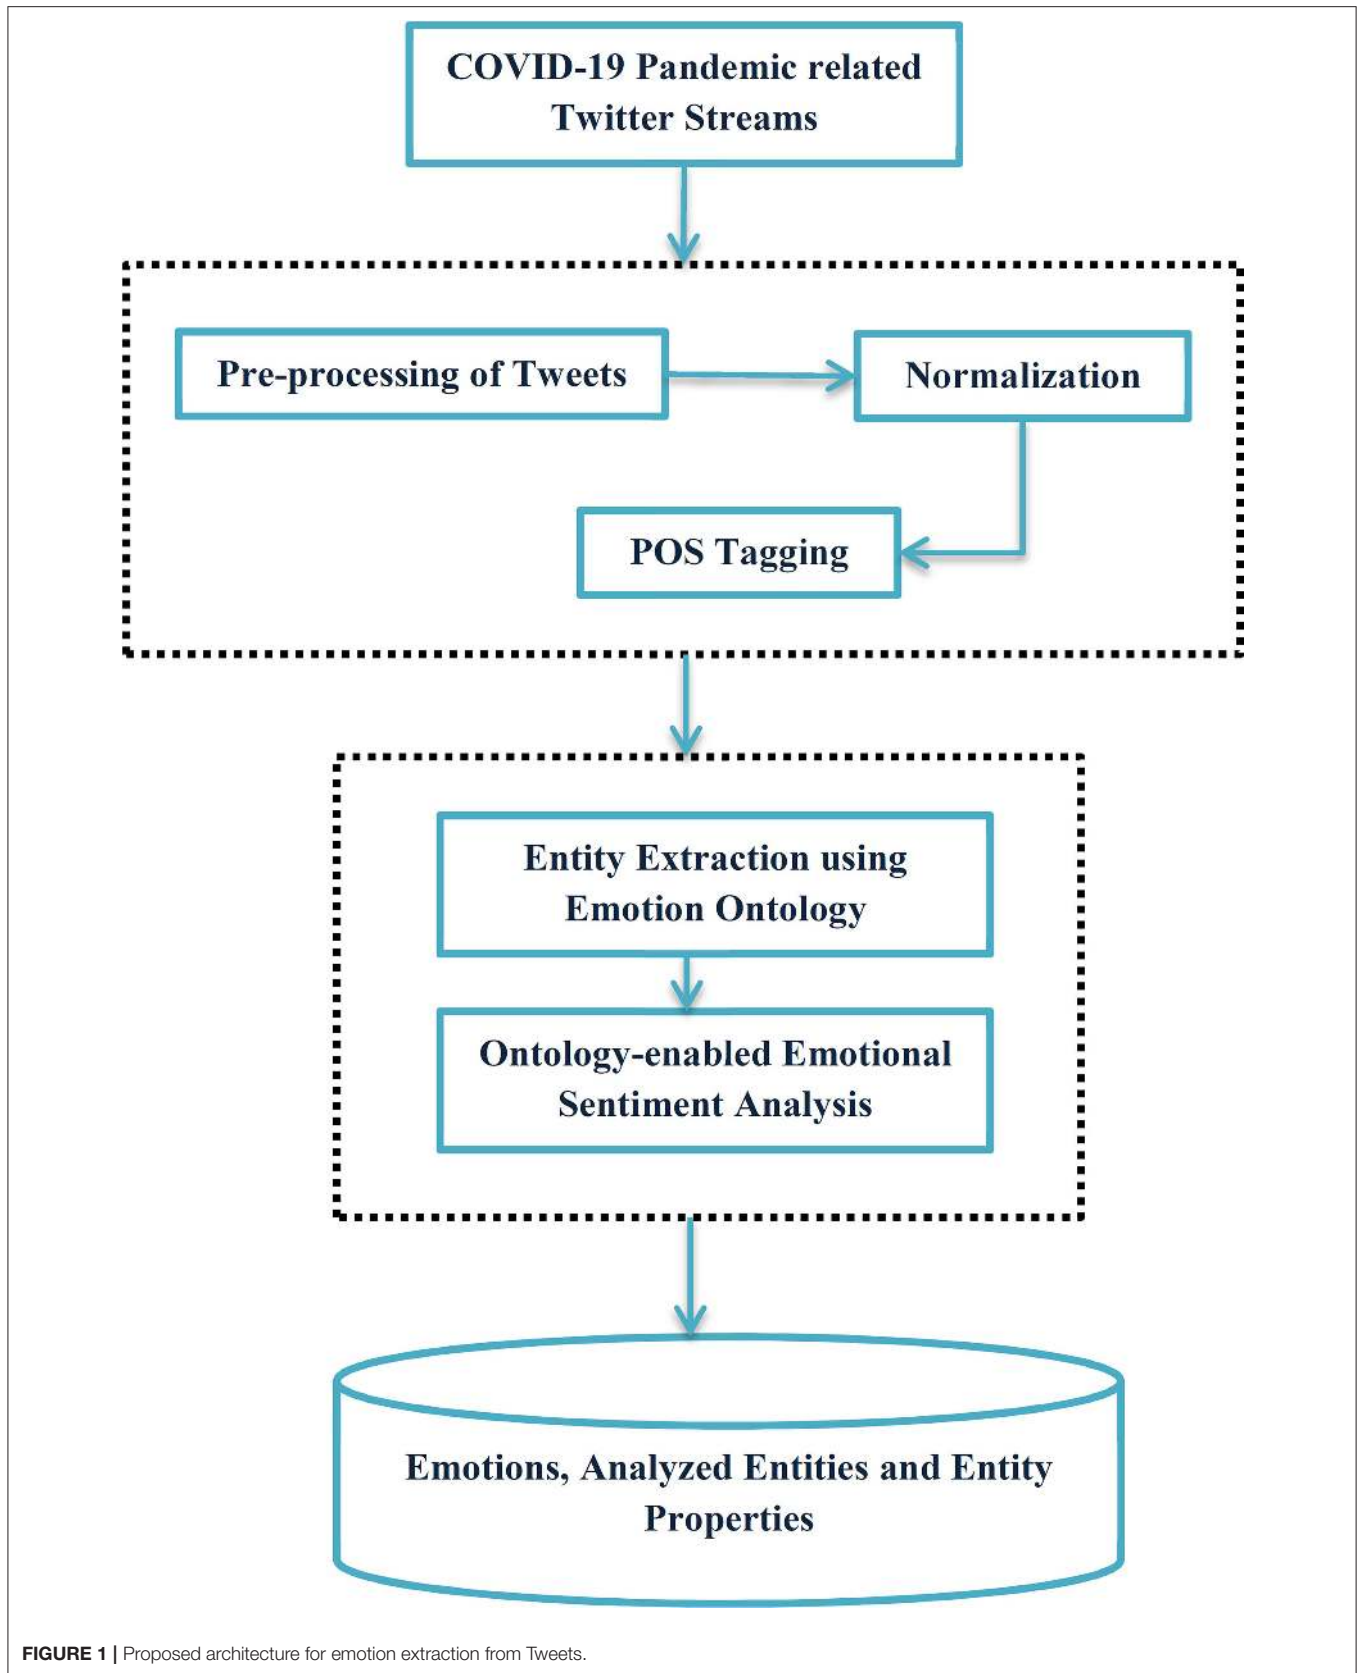 COVID-19 Pandemic related
Twitter Streams
Pre-processing of Tweets
Normalization
POS Tagging
Entity Extraction using
Emotion Ontology
Ontology-enabled Emotional
Sentiment Analysis
Emotions, Analyzed Entities and Entity
Properties
FIGURE 1 | Proposed architecture for emotion extraction from Tweets.